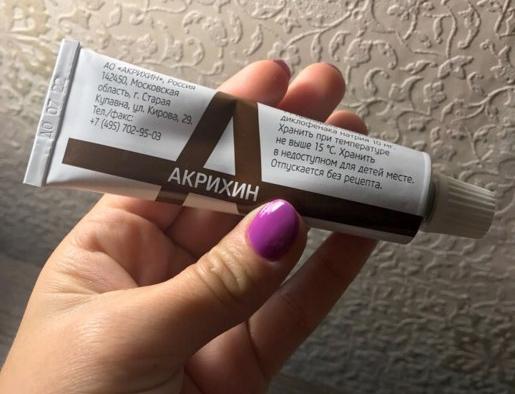 АО «АКРИХИН», Россия
142450, Московская
область, г. Старая
Купавна, ул. Кирова, 29.
Тел./факс:
+7 (495) 702-95-03
АКРИХИН
диклофенака натрия 10 мг.
Хранить при температуре
не выше 15 °С. Хранить
в недоступном для детей месте.
Отпускается без рецепта.